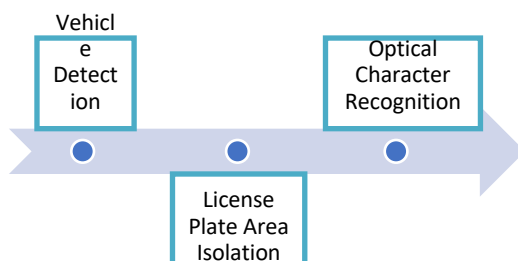 Vehicl
e
Detect
ion
Optical
Character
Recognition
License
Plate Area
Isolation